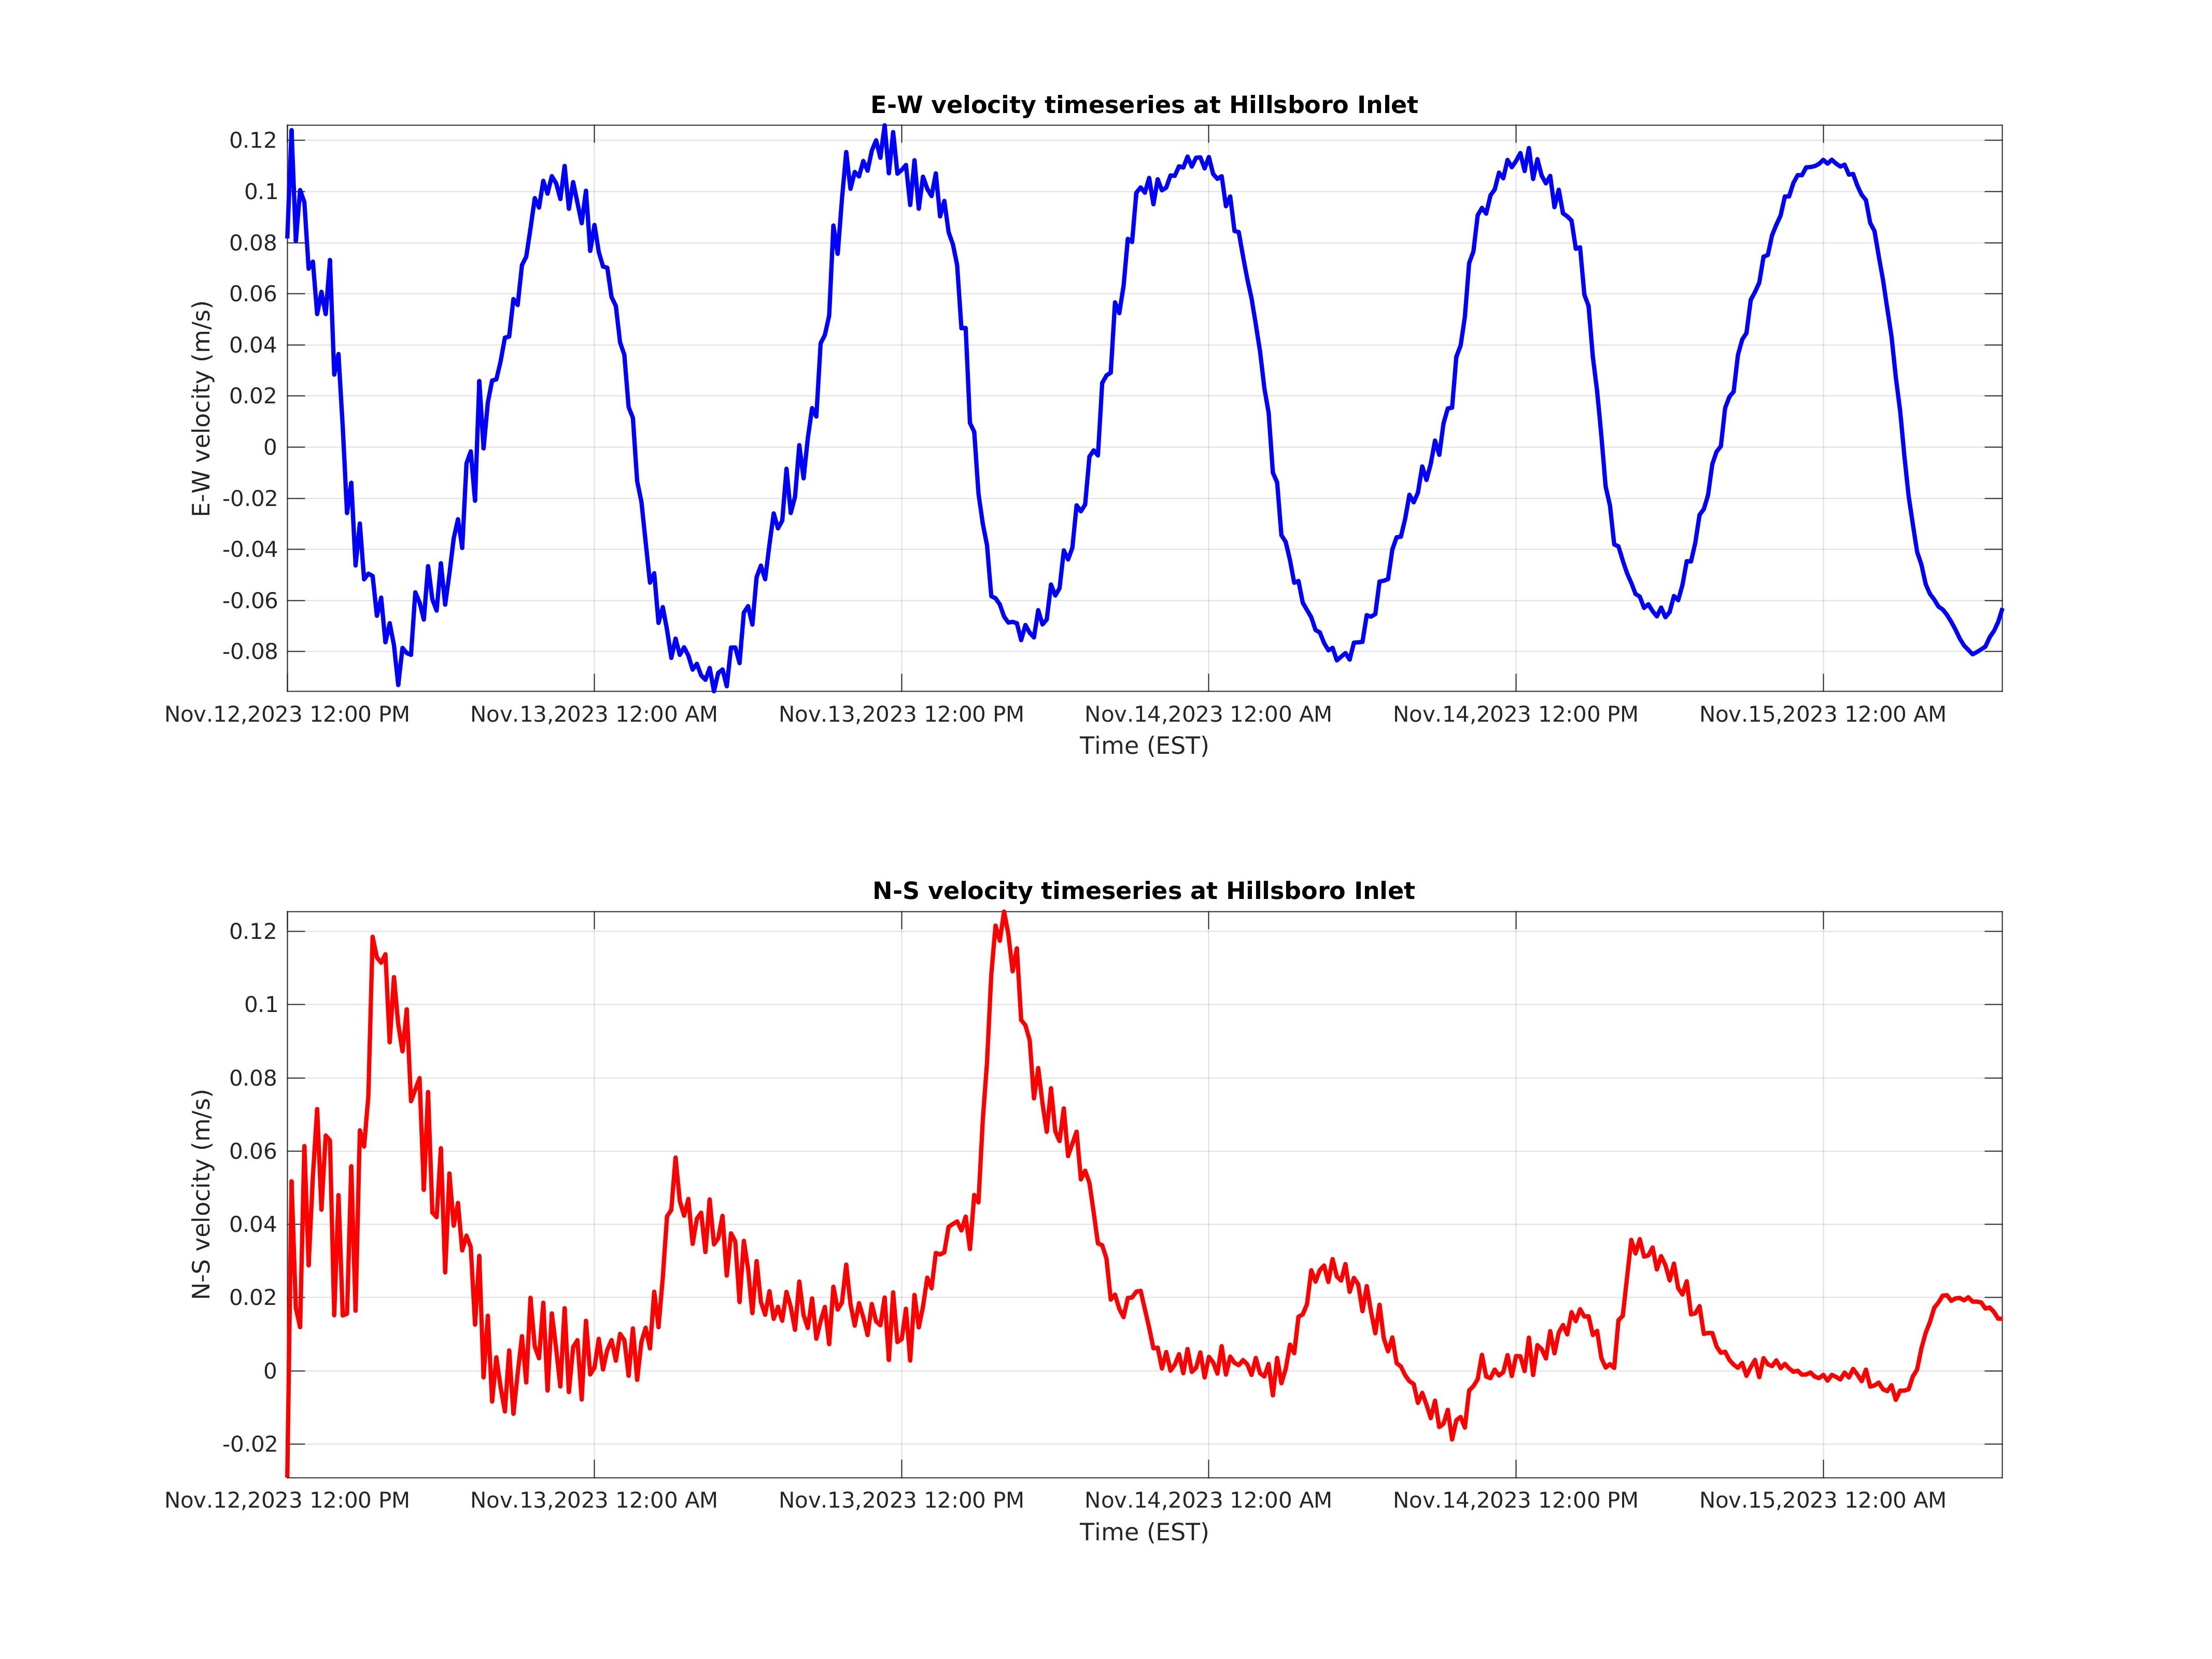 E-W velocity timeseries at Hillsboro Inlet
E-W velocity (m/s)
0.12
0.1
0.08
0.06
0.04
0.02
0
-0.02
-0.04
-0.06
-0.08
Nov.12,2023 12:00 PM Nov.13,2023 12:00 AM Nov.13,2023 12:00 PM Nov.14,2023 12:00 AM Nov.14,2023 12:00 PM Nov.15,2023 12:00 AM
Time (EST)
N-S velocity timeseries at Hillsboro Inlet
N-S velocity (m/s)
0.12
0.1
0.08
0.06
0.04
0.02
0
-0.02
Nov.12,2023 12:00 PM Nov.13,2023 12:00 AM Nov.13,2023 12:00 PM Nov.14,2023 12:00 AM Nov.14,2023 12:00 PM Nov.15,2023 12:00 AM
Time (EST)